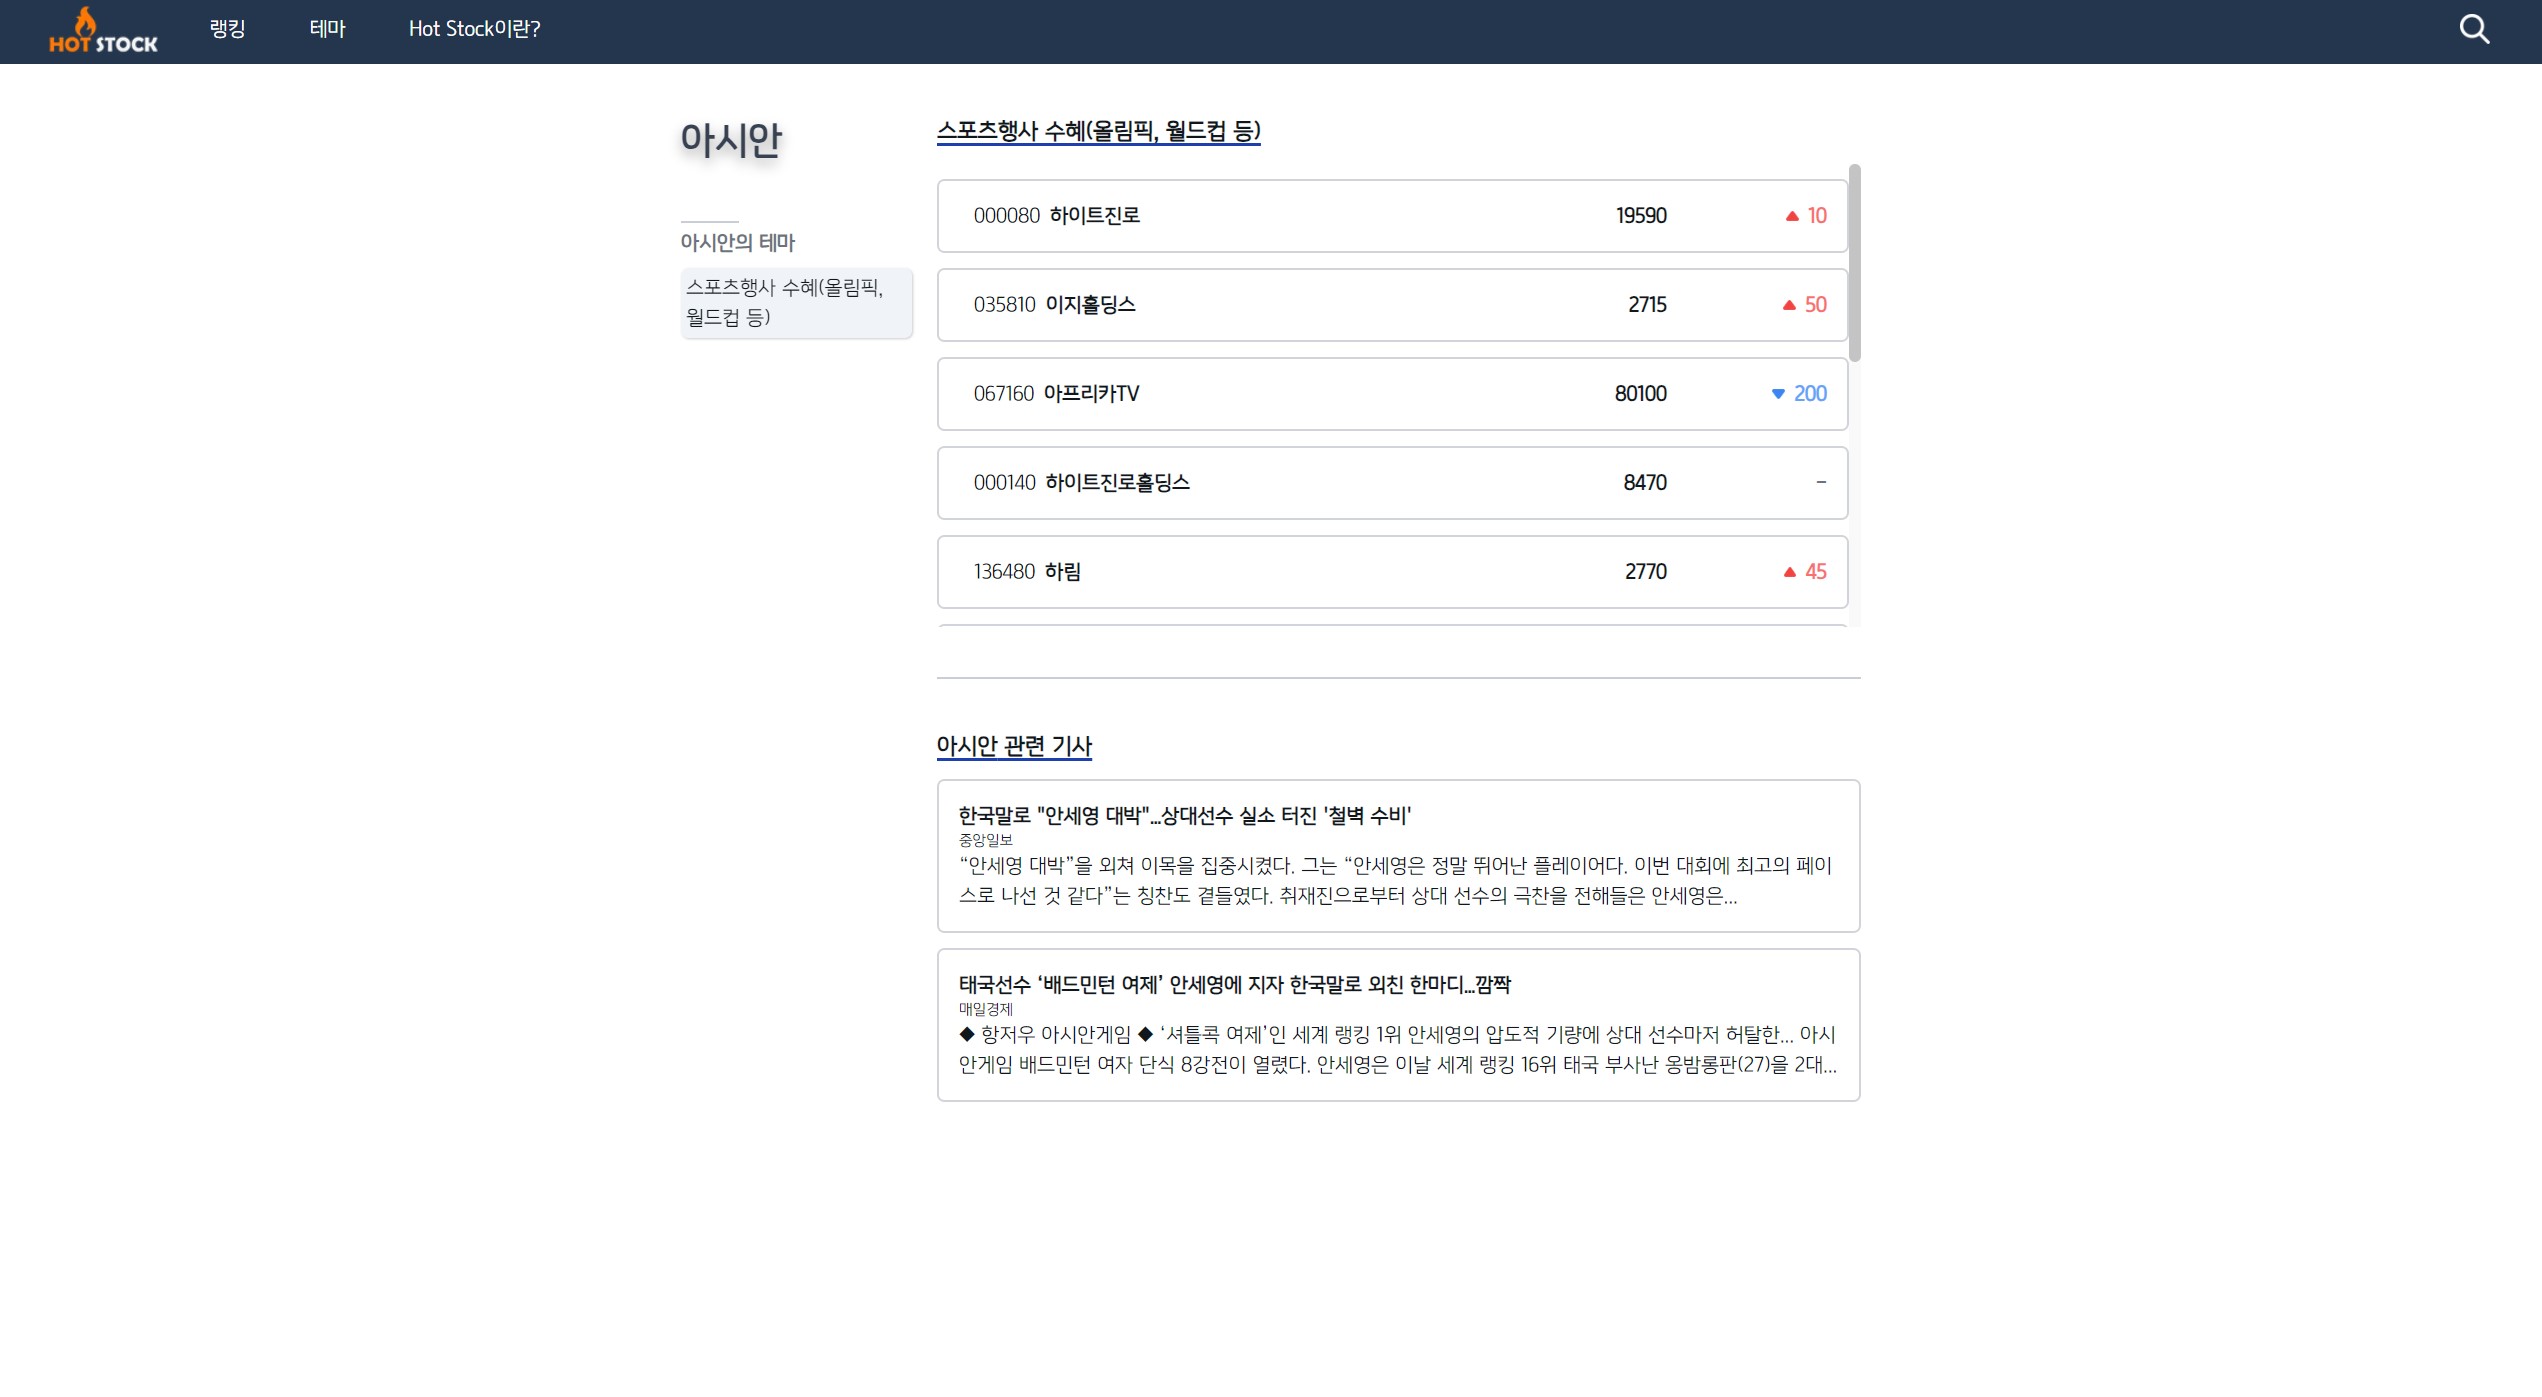 HOT STOCK
랭킹
테마
Hot Stock이란?
아시안
아시안의 테마
스포츠행사 수혜(올림픽,
월드컵 등)
스포츠행사 수혜(올림픽, 월드컵 등)
000080 하이트진로 19590 ▲ 10
035810 이지홀딩스 2715 ▲ 50
067160 아프리카TV 80100 ▼ 200
000140 하이트진로홀딩스 8470 -
136480 하림 2770 ▲ 45
아시안 관련 기사
한국말로 "안세영 대박"...상대선수 실소 터진 '철벽 수비'
중앙일보
“안세영 대박”을 외쳐 이목을 집중시켰다. 그는 “안세영은 정말 뛰어난 플레이어다. 이번 대회에 최고의 페이
스로 나선 것 같다”는 칭찬도 곁들였다. 취재진으로부터 상대 선수의 극찬을 전해들은 안세영은...
태국선수 ‘배드민턴 여제’ 안세영에 지자 한국말로 외친 한마디...깜짝
매일경제
◆ 항저우 아시안게임 ◆ ‘셔틀콕 여제’인 세계 랭킹 1위 안세영의 압도적 기량에 상대 선수마저 허탈한... 아시
안게임 배드민턴 여자 단식 8강전이 열렸다. 안세영은 이날 세계 랭킹 16위 태국 부사난 옹밤룽판(27)을 2대...